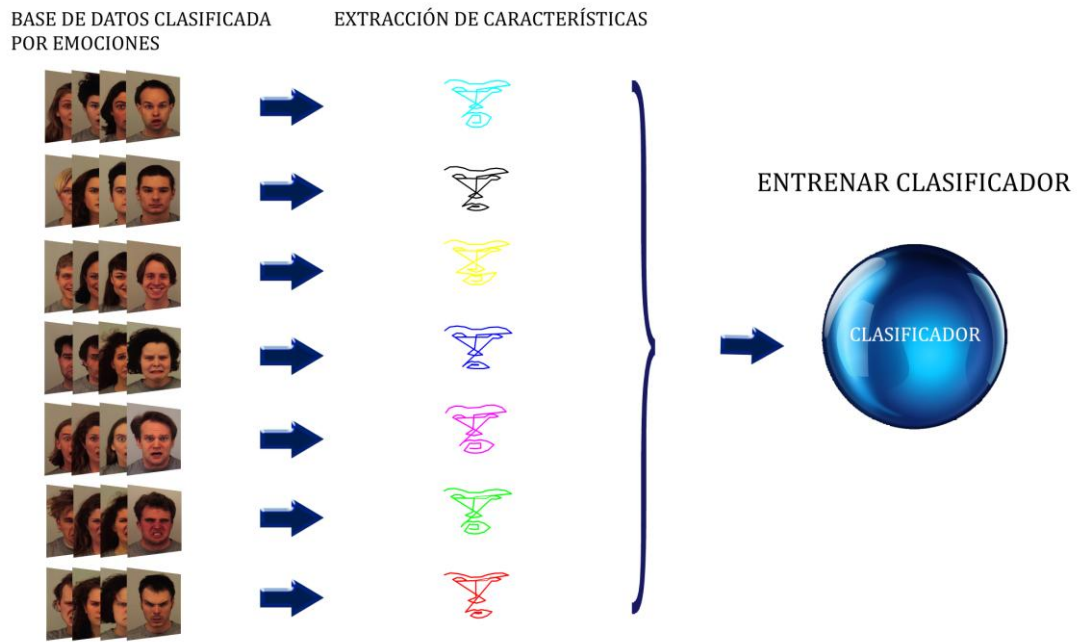 BASE DE DATOS CLASIFICADA
POR EMOCIONES
EXTRACCIÓN DE CARACTERÍSTICAS
ENTRENAR CLASIFICADOR
CLASIFICADOR